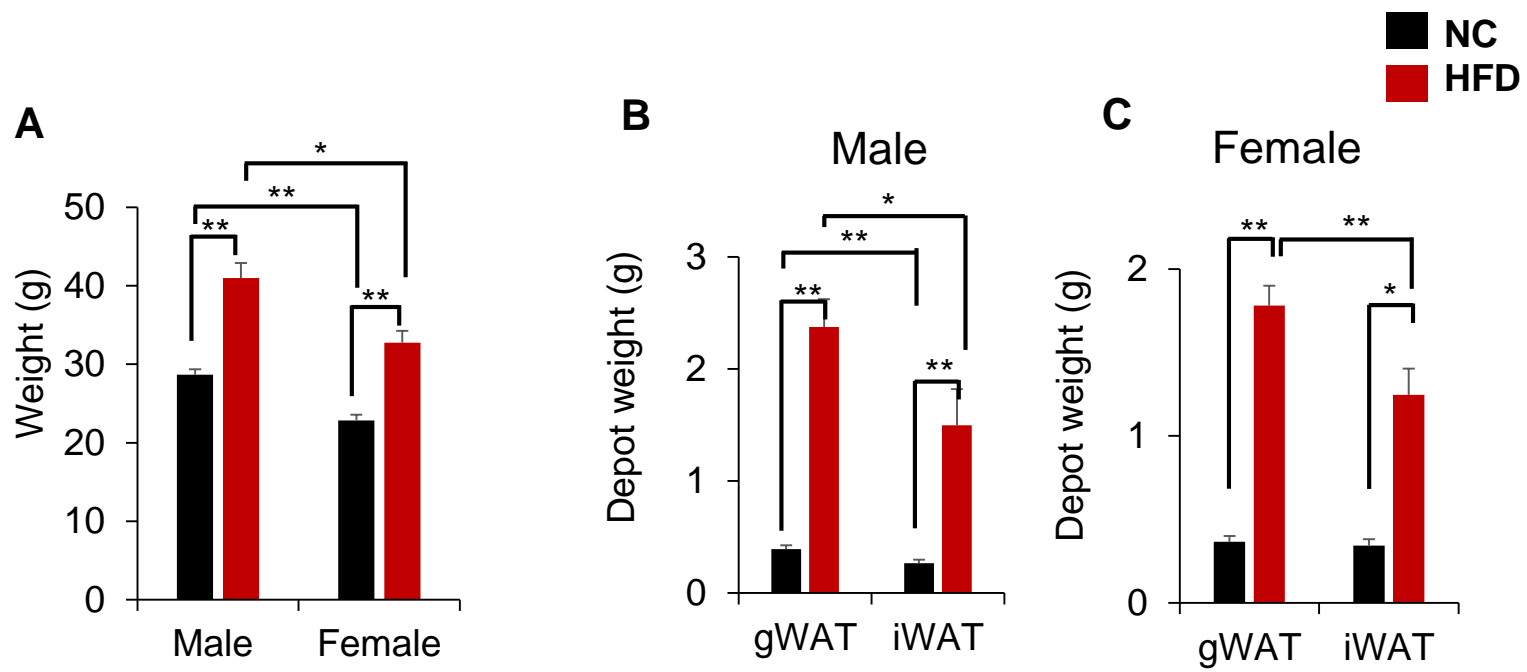 NC
HFD
A
Weight (g)
50
40
30
20
10
0
*
**
**
**
Male
Female
B
Male
Depot weight (g)
3
2
1
0
*
**
**
**
gWAT
iWAT
C
Female
Depot weight (g)
2
1
0
**
**
*
gWAT
iWAT